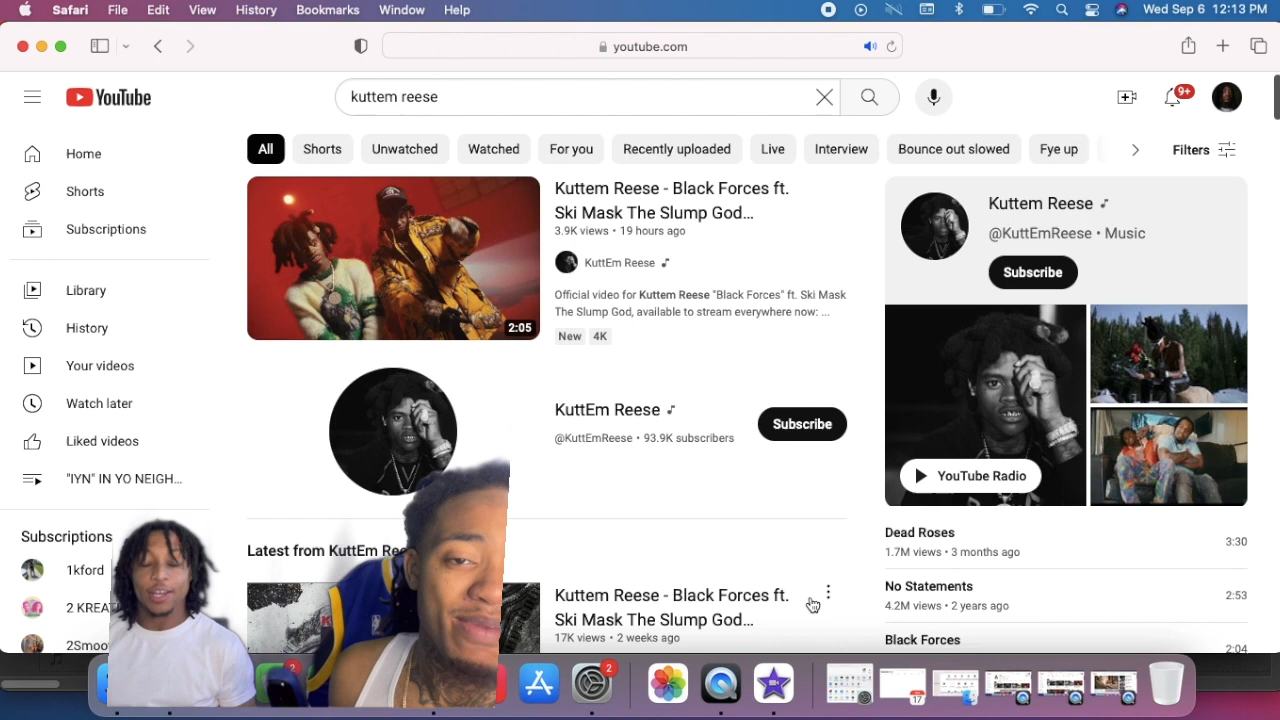 Safari File Edit View History Bookmarks Window Help Wed Sep 6 12:13 PM
youtube.com
YouTube
kuttem reese
9+
All Shorts Unwatched Watched For you Recently uploaded Live Interview Bounce out slowed Fye up Filters
Home
Shorts
Subscriptions
Library
History
Your videos
Watch later
Liked videos
"IYN" IN YO NEIGH...
Subscriptions
1kford
2 KREAT
2Smoo
2:05
Kuttem Reese - Black Forces ft.
Ski Mask The Slump God...
3.9K views • 19 hours ago
KuttEm Reese
Official video for Kuttem Reese "Black Forces" ft. Ski Mask
The Slump God, available to stream everywhere now: ...
New 4K
KuttEm Reese
@KuttEmReese • 93.9K subscribers
Subscribe
Latest from KuttEm Ree
Kuttem Reese - Black Forces ft.
Ski Mask The Slump God...
17K views • 2 weeks ago
Kuttem Reese
@KuttEmReese • Music
Subscribe
YouTube Radio
Dead Roses
1.7M views • 3 months ago
3:30
No Statements
4.2M views • 2 years ago
2:53
Black Forces
2:04
2
2
17